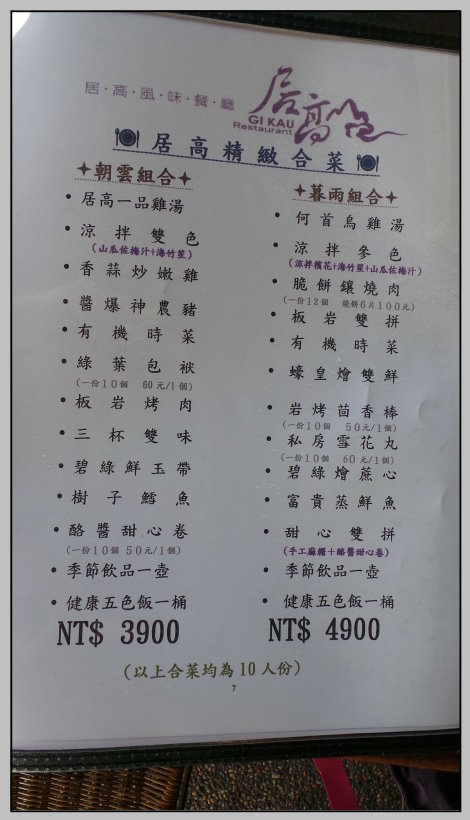 居・高・風・味・餐・廳
居高
GI KAU
Restaurant
居高精緻合菜
朝雲組合
• 居高一品雞湯
• 涼拌雙色
(山瓜佐梅汁+海竹笙)
• 香蒜炒嫩雞
• 醬爆神農豬
• 有機時菜
• 綠葉包袱
(一份10個 60元/1個)
• 板岩烤肉
• 三杯雙味
• 碧綠鮮玉帶
• 樹子鱈魚
• 酪醬甜心卷
(一份10個 50元/1個)
• 季節飲品一壺
• 健康五色飯一桶
NT$ 3900
暮雨組合
• 何首烏雞湯
• 涼拌參色
(涼拌檳花+海竹笙+山瓜佐梅汁)
• 脆餅鑲燒肉
(一份12個 燒餅6片100元)
• 板岩雙拼
• 有機時菜
• 蠔皇燴雙鮮
• 岩烤茴香棒
(一份10個 50元/1個)
• 私房雪花丸
(一份10個 60元/1個)
• 碧綠燴蔗心
• 富貴蒸鮮魚
• 甜心雙拼
(手工麻糬+酪醬甜心卷)
• 季節飲品一壺
• 健康五色飯一桶
NT$ 4900
(以上合菜均為10人份)
7